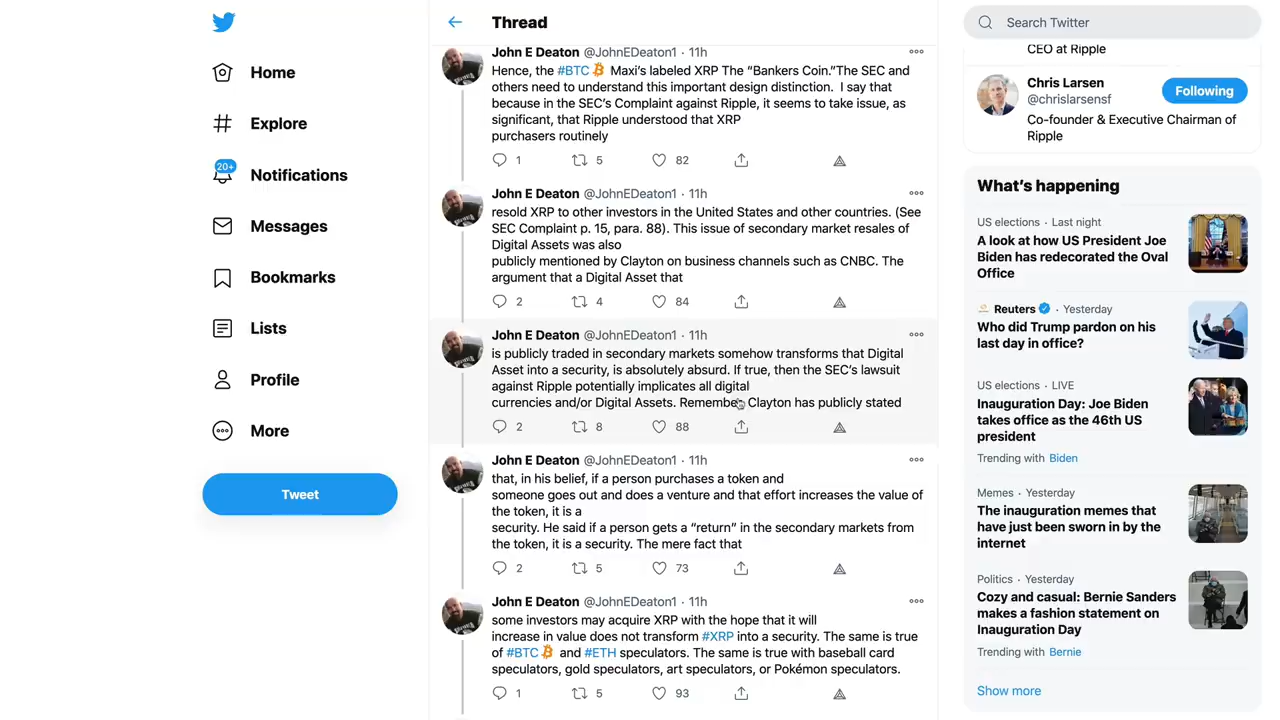 Home
Explore
20+
Notifications
Messages
Bookmarks
Lists
Profile
More
Tweet
Thread
John E Deaton @JohnEDeaton1 · 11h
Hence, the #BTC Maxi's labeled XRP The “Bankers Coin.”The SEC and
others need to understand this important design distinction. I say that
because in the SEC's Complaint against Ripple, it seems to take issue, as
significant, that Ripple understood that XRP
purchasers routinely
1 5 82
John E Deaton @JohnEDeaton1 · 11h
resold XRP to other investors in the United States and other countries. (See
SEC Complaint p. 15, para. 88). This issue of secondary market resales of
Digital Assets was also
publicly mentioned by Clayton on business channels such as CNBC. The
argument that a Digital Asset that
2 4 84
John E Deaton @JohnEDeaton1 · 11h
is publicly traded in secondary markets somehow transforms that Digital
Asset into a security, is absolutely absurd. If true, then the SEC's lawsuit
against Ripple potentially implicates all digital
currencies and/or Digital Assets. Remember Clayton has publicly stated
2 8 88
John E Deaton @JohnEDeaton1 · 11h
that, in his belief, if a person purchases a token and
someone goes out and does a venture and that effort increases the value of
the token, it is a
security. He said if a person gets a “return” in the secondary markets from
the token, it is a security. The mere fact that
2 5 73
John E Deaton @JohnEDeaton1 · 11h
some investors may acquire XRP with the hope that it will
increase in value does not transform #XRP into a security. The same is true
of #BTC and #ETH speculators. The same is true with baseball card
speculators, gold speculators, art speculators, or Pokémon speculators.
1 5 93
Search Twitter
CEO at Ripple
Chris Larsen
@chrislarsensf
Following
Co-founder & Executive Chairman of
Ripple
What's happening
US elections · Last night
A look at how US President Joe
Biden has redecorated the Oval
Office
Reuters · Yesterday
Who did Trump pardon on his
last day in office?
US elections · LIVE
Inauguration Day: Joe Biden
takes office as the 46th US
president
Trending with Biden
Memes · Yesterday
The inauguration memes that
have just been sworn in by the
internet
Politics · Yesterday
Cozy and casual: Bernie Sanders
makes a fashion statement on
Inauguration Day
Trending with Bernie
Show more